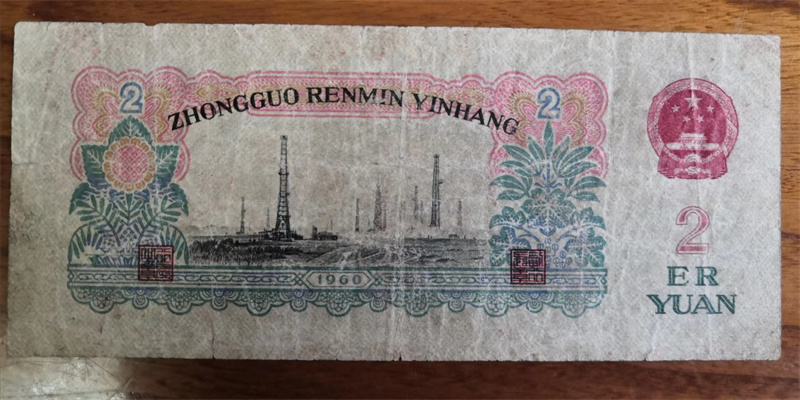 2
2
ZHONGGUO RENMIN YINHANG
1960
2
ER
YUAN